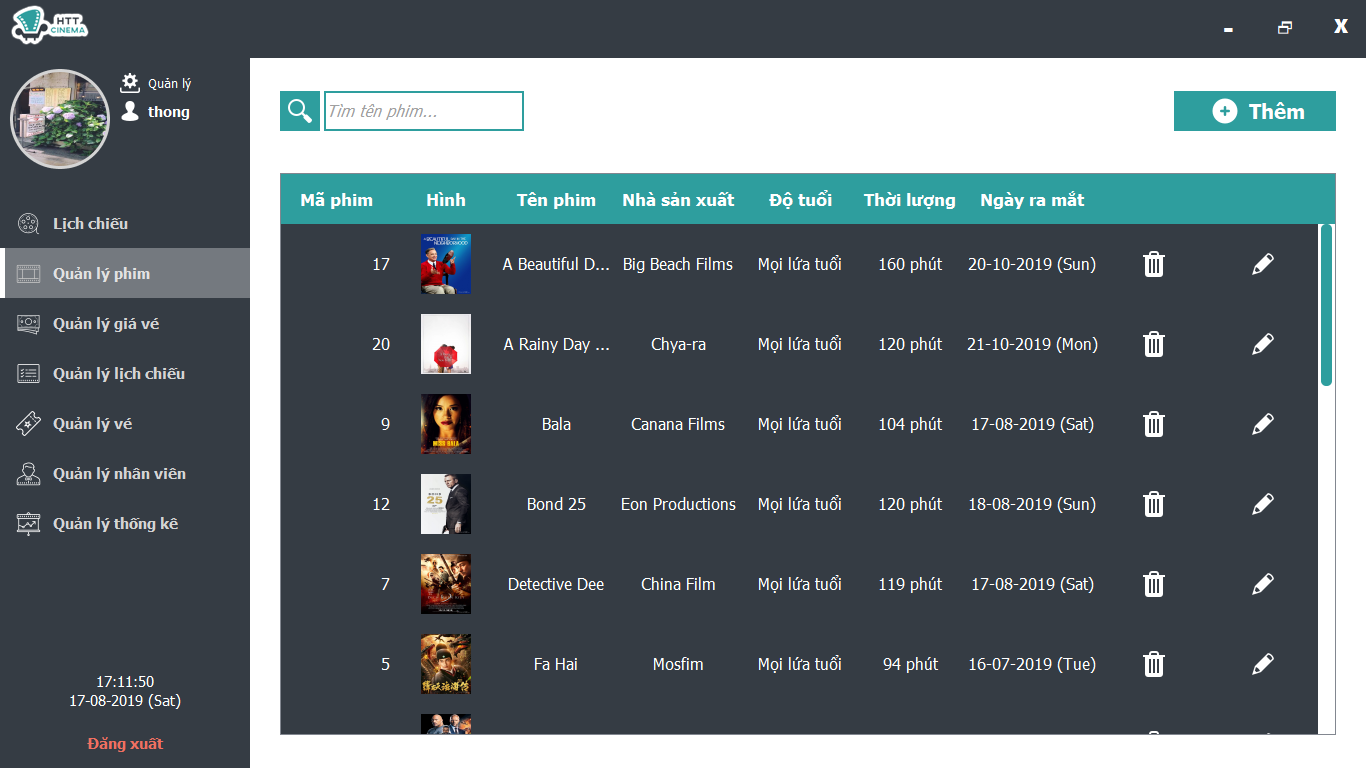 HTT
CINEMA
X
Quản lý
thong
Tìm tên phim...
Thêm
Lịch chiếu
Quản lý phim
Quản lý giá vé
Quản lý lịch chiếu
Quản lý vé
Quản lý nhân viên
Quản lý thống kê
17:11:50
17-08-2019 (Sat)
Đăng xuất
Mã phim Hình Tên phim Nhà sản xuất Độ tuổi Thời lượng Ngày ra mắt
17 A Beautiful D... Big Beach Films Mọi lứa tuổi 160 phút 20-10-2019 (Sun)
20 A Rainy Day ... Chya-ra Mọi lứa tuổi 120 phút 21-10-2019 (Mon)
9 Bala Canana Films Mọi lứa tuổi 104 phút 17-08-2019 (Sat)
12 Bond 25 Eon Productions Mọi lứa tuổi 120 phút 18-08-2019 (Sun)
7 Detective Dee China Film Mọi lứa tuổi 119 phút 17-08-2019 (Sat)
5 Fa Hai Mosfim Mọi lứa tuổi 94 phút 16-07-2019 (Tue)